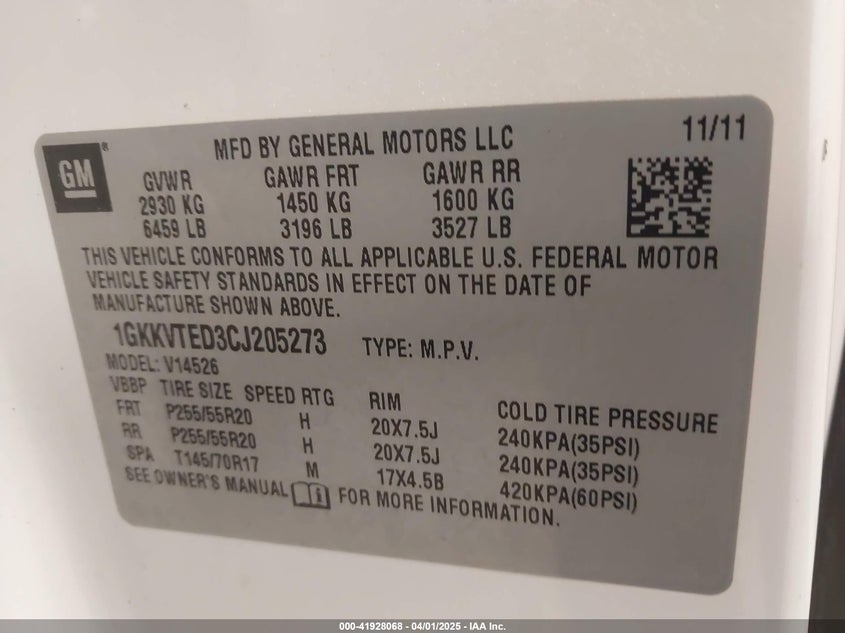 GM ®
MFD BY GENERAL MOTORS LLC 11/11
GVWR GAWR FRT GAWR RR
2930 KG 1450 KG 1600 KG
6459 LB 3196 LB 3527 LB
THIS VEHICLE CONFORMS TO ALL APPLICABLE U.S. FEDERAL MOTOR
VEHICLE SAFETY STANDARDS IN EFFECT ON THE DATE OF
MANUFACTURE SHOWN ABOVE.
1GKKVTED3CJ205273 TYPE: M.P.V.
MODEL: V14526
VBBP TIRE SIZE SPEED RTG RIM COLD TIRE PRESSURE
FRT P255/55R20 H 20X7.5J 240KPA(35PSI)
RR P255/55R20 H 20X7.5J 240KPA(35PSI)
SPA T145/70R17 M 17X4.5B 420KPA(60PSI)
SEE OWNER'S MANUAL FOR MORE INFORMATION.
000-41928068 - 04/01/2025 - IAA Inc.